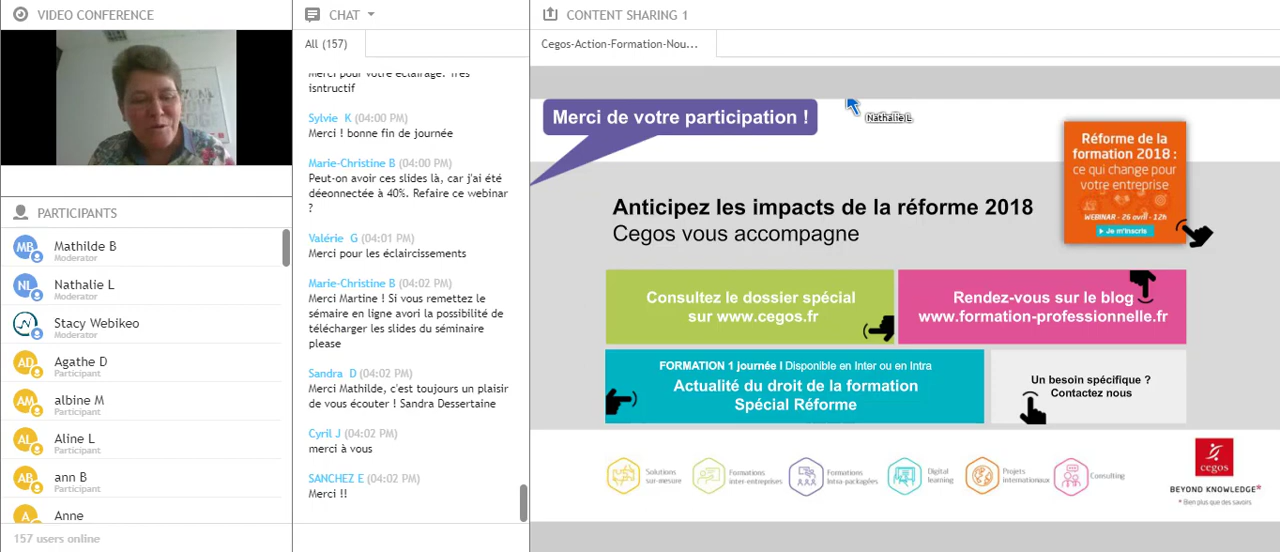 VIDEO CONFERENCE
PARTICIPANTS
MB
Mathilde B
Moderator
NL
Nathalie L
Moderator
Stacy Webikeo
Moderator
AD
Agathe D
Participant
AM
albine M
Participant
AL
Aline L
Participant
AB
ann B
Participant
A
Anne
Participant
157 users online
CHAT
All (157)
Merci pour votre éclairage. Très
isntructif
Sylvie K (04:00 PM)
Merci ! bonne fin de journée
Marie-Christine B (04:00 PM)
Peut-on avoir ces slides là, car j'ai été
déeonnectée à 40%. Refaire ce webinar
?
Valérie G (04:01 PM)
Merci pour les éclaircissements
Marie-Christine B (04:02 PM)
Merci Martine ! Si vous remettez le
sémaire en ligne avori la possibilité de
télécharger les slides du séminaire
please
Sandra D (04:02 PM)
Merci Mathilde, c'est toujours un plaisir
de vous écouter ! Sandra Dessertaine
Cyril J (04:02 PM)
merci à vous
SANCHEZ E (04:02 PM)
Merci !!
CONTENT SHARING 1
Cegos-Action-Formation-Nou...
Merci de votre participation !
Nathalie L
Réforme de la
formation 2018 :
ce qui change pour
votre entreprise
WEBINAR - 26 avril - 12h
Je m'inscris
Anticipez les impacts de la réforme 2018
Cegos vous accompagne
Consultez le dossier spécial
sur www.cegos.fr
Rendez-vous sur le blog
www.formation-professionnelle.fr
FORMATION 1 journée I Disponible en Inter ou en Intra
Actualité du droit de la formation
Spécial Réforme
Un besoin spécifique ?
Contactez nous
Solutions
sur-mesure
Formations
inter-entreprises
Formations
intra-packagées
Digital
learning
Projets
internationaux
Consulting
cegos
BEYOND KNOWLEDGE*
* Bien plus que des savoirs